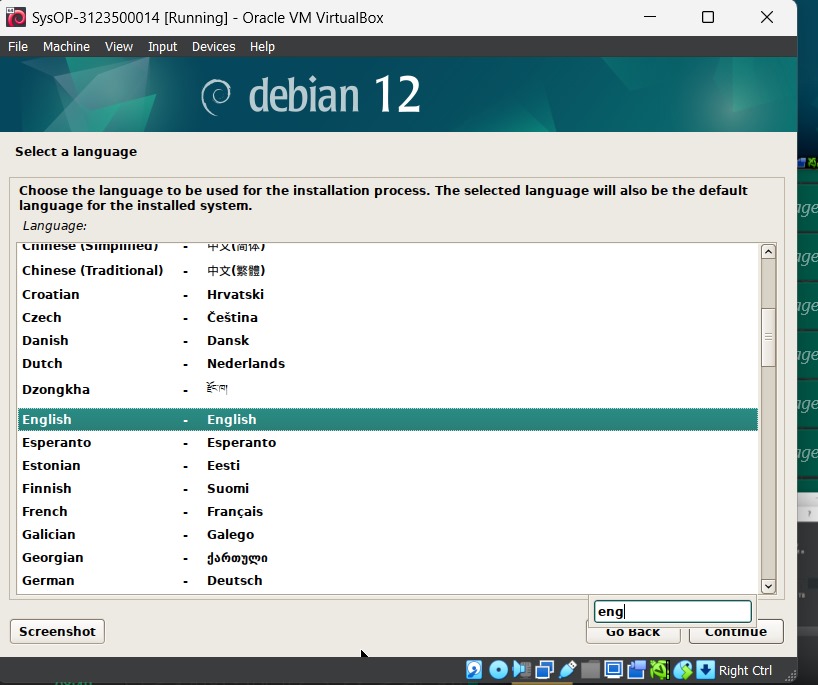 SysOP-3123500014 [Running] - Oracle VM VirtualBox
File Machine View Input Devices Help
debian 12
Select a language
Choose the language to be used for the installation process. The selected language will also be the default
language for the installed system.
Language:
Chinese (Simplified) - 中文(简体)
Chinese (Traditional) - 中文(繁體)
Croatian - Hrvatski
Czech - Čeština
Danish - Dansk
Dutch - Nederlands
Dzongkha - རྫོང་ཁ།
English - English
Esperanto - Esperanto
Estonian - Eesti
Finnish - Suomi
French - Français
Galician - Galego
Georgian - ქართული
German - Deutsch
eng
Screenshot
Go Back
Continue
Right Ctrl